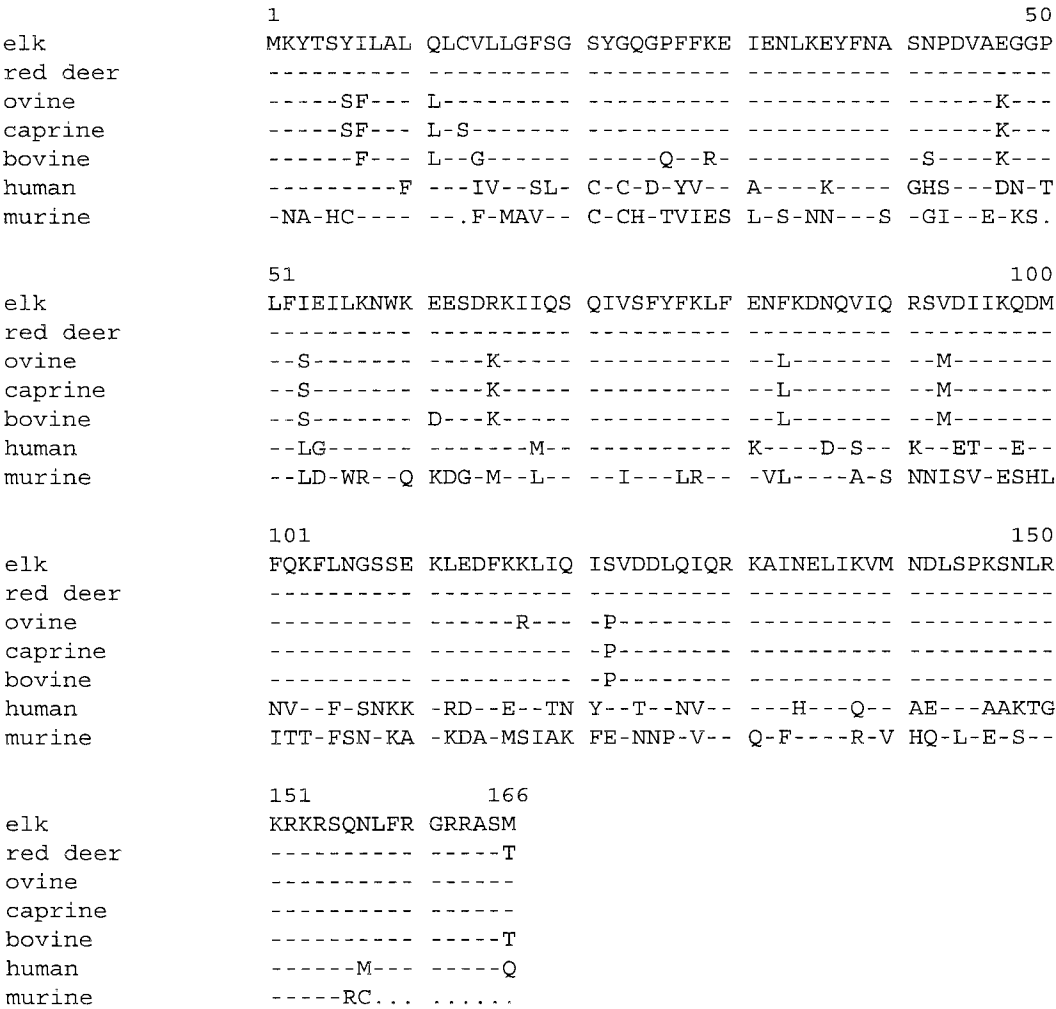 1 50
elk MKYTSYILAL QLCVLLGFSG SYGQGPFFKE IENLKEYFNA SNPDVAEGGP
red deer ---------- ---------- ---------- ---------- ----------
ovine -----SF--- L--------- ---------- ---------- ------K---
caprine -----SF--- L-S------- ---------- ---------- ------K---
bovine ------F--- L--G------ -----Q--R- ---------- -S----K---
human ---------F ---IV--SL- C-C-D-YV-- A----K---- GHS---DN-T
murine -NA-HC---- --.F-MAV-- C-CH-TVIES L-S-NN---S -GI--E-KS.
51 100
elk LFIEILKNWK EESDRKIIQS QIVSFYFKLF ENFKDNQVIQ RSVDIIKQDM
red deer ---------- ---------- ---------- ---------- ----------
ovine --S------- ----K----- ---------- --L------- --M-------
caprine --S------- ----K----- ---------- --L------- --M-------
bovine --S------- D---K----- ---------- --L------- --M-------
human --LG------ -------M-- ---------- K----D-S-- K--ET--E--
murine --LD-WR--Q KDG-M--L-- --I---LR-- -VL----A-S NNISV-ESHL
101 150
elk FQKFLNGSSE KLEDFKKLIQ ISVDDLQIQR KAINELIKVM NDLSPKSNLR
red deer ---------- ---------- ---------- ---------- ----------
ovine ---------- ------R--- -P-------- ---------- ----------
caprine ---------- ---------- -P-------- ---------- ----------
bovine ---------- ---------- -P-------- ---------- ----------
human NV--F-SNKK -RD--E--TN Y--T--NV-- ---H---Q-- AE---AAKTG
murine ITT-FSN-KA -KDA-MSIAK FE-NNP-V-- Q-F----R-V HQ-L-E-S--
151 166
elk KRKRSQNLFR GRRASM
red deer ---------- -----T
ovine ---------- ------
caprine ---------- ------
bovine ---------- -----T
human ------M--- -----Q
murine -----RC... ......